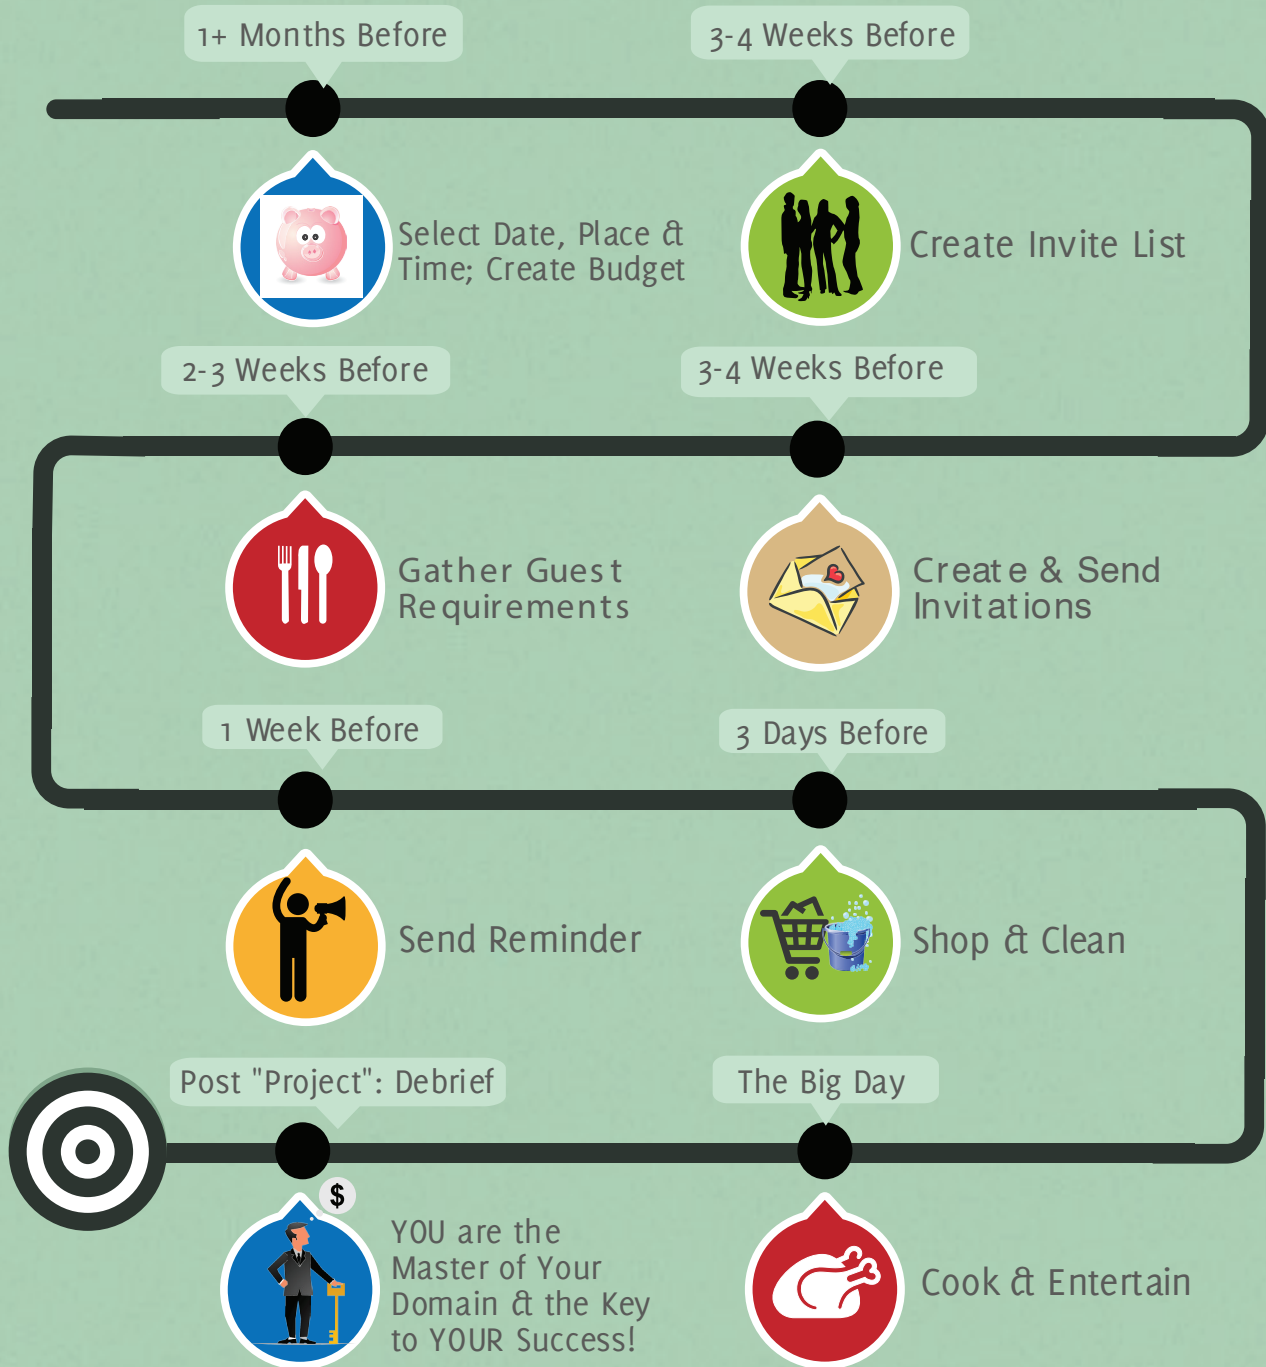 1+ Months Before
3-4 Weeks Before
Select Date, Place &
Time; Create Budget
Create Invite List
3-4 Weeks Before
2-3 Weeks Before
Create & Send
Invitations
Gather Guest
Requirements
1 Week Before
3 Days Before
Send Reminder
Shop & Clean
The Big Day
Post "Project": Debrief
Cook & Entertain
$
YOU are the
Master of Your
Domain & the Key
to YOUR Success!